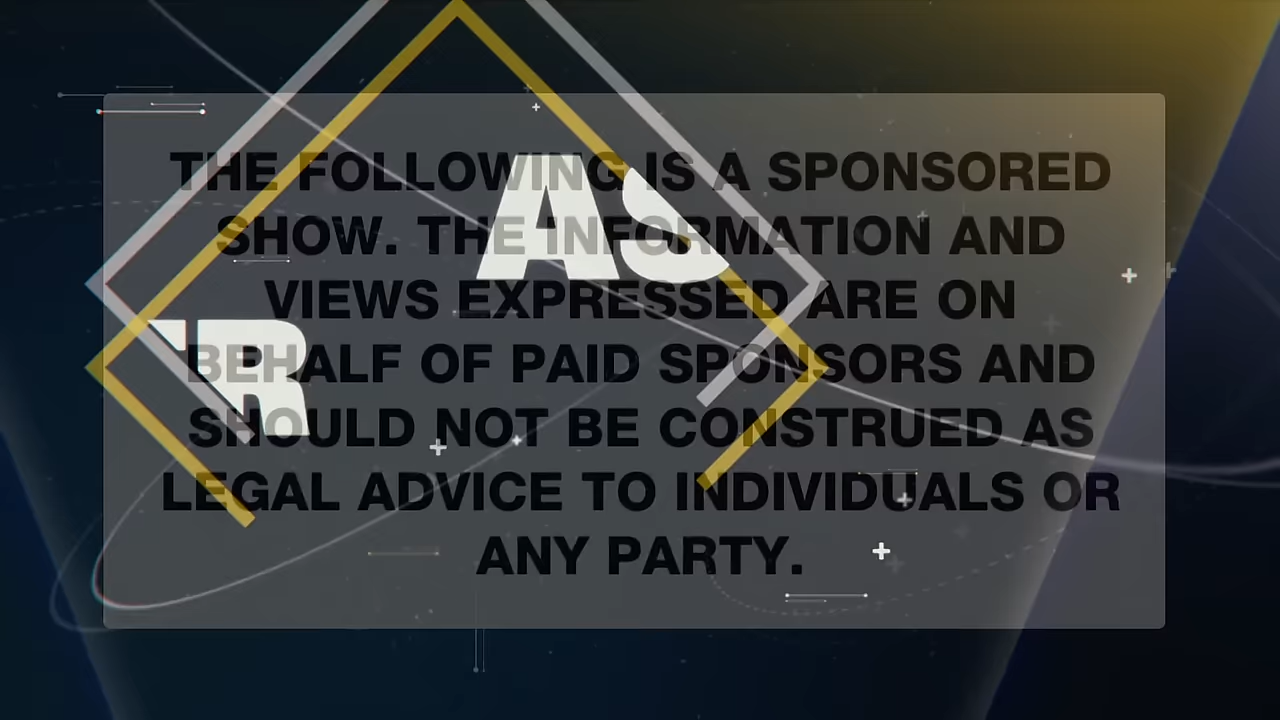 THE FOLLOWING IS A SPONSORED
SHOW. THE INFORMATION AND
VIEWS EXPRESSED ARE ON
BEHALF OF PAID SPONSORS AND
SHOULD NOT BE CONSTRUED AS
LEGAL ADVICE TO INDIVIDUALS OR
ANY PARTY.